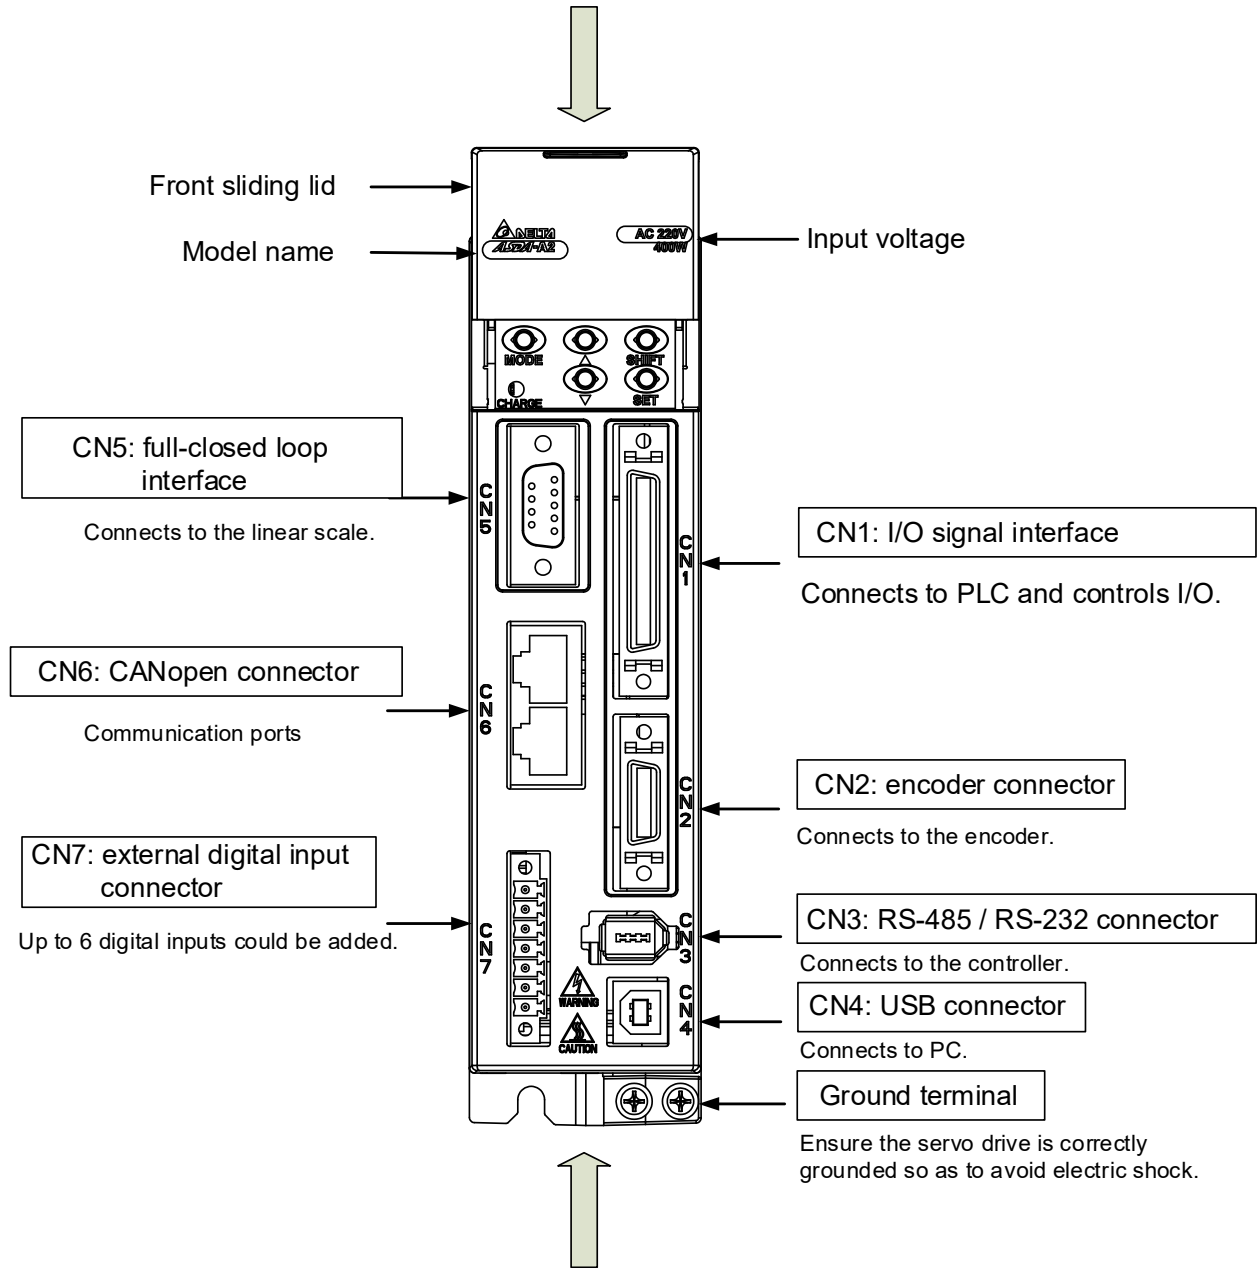 Front sliding lid
Model name
DELTA
ASDA-A2
AC 220V
400W
Input voltage
MODE
SHIFT
CHARGE
SET
CN5: full-closed loop
interface
Connects to the linear scale.
CN5
CN1
CN1: I/O signal interface
Connects to PLC and controls I/O.
CN6: CANopen connector
Communication ports
CN6
CN2
CN2: encoder connector
Connects to the encoder.
CN7: external digital input
connector
Up to 6 digital inputs could be added.
CN7
CN3
CN3: RS-485 / RS-232 connector
Connects to the controller.
WARNING
CAUTION
CN4
CN4: USB connector
Connects to PC.
Ground terminal
Ensure the servo drive is correctly
grounded so as to avoid electric shock.